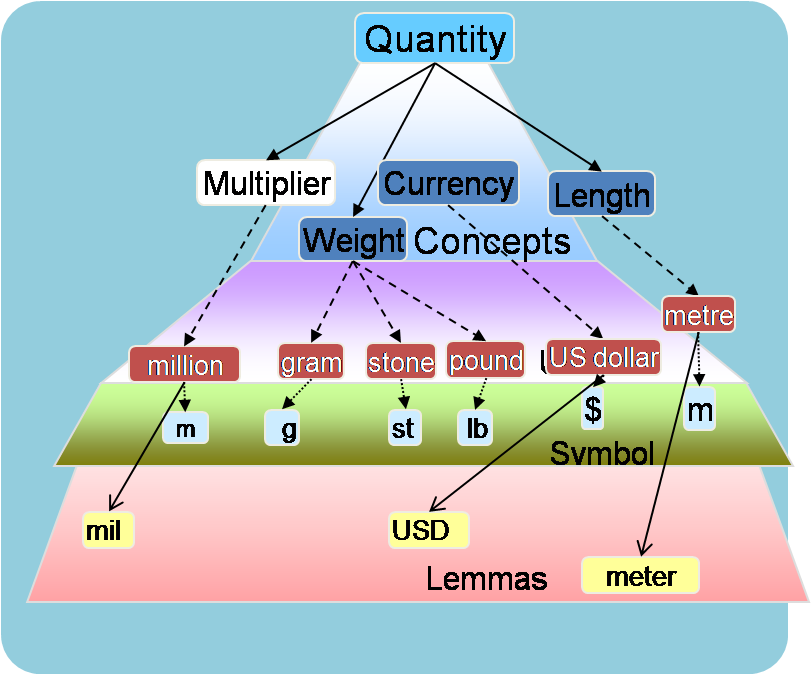 Quantity
Multiplier
Currency
Length
Weight
Concepts
metre
million
gram
stone
pound
US dollar
m
g
st
lb
$
m
Symbol
mil
USD
Lemmas
meter